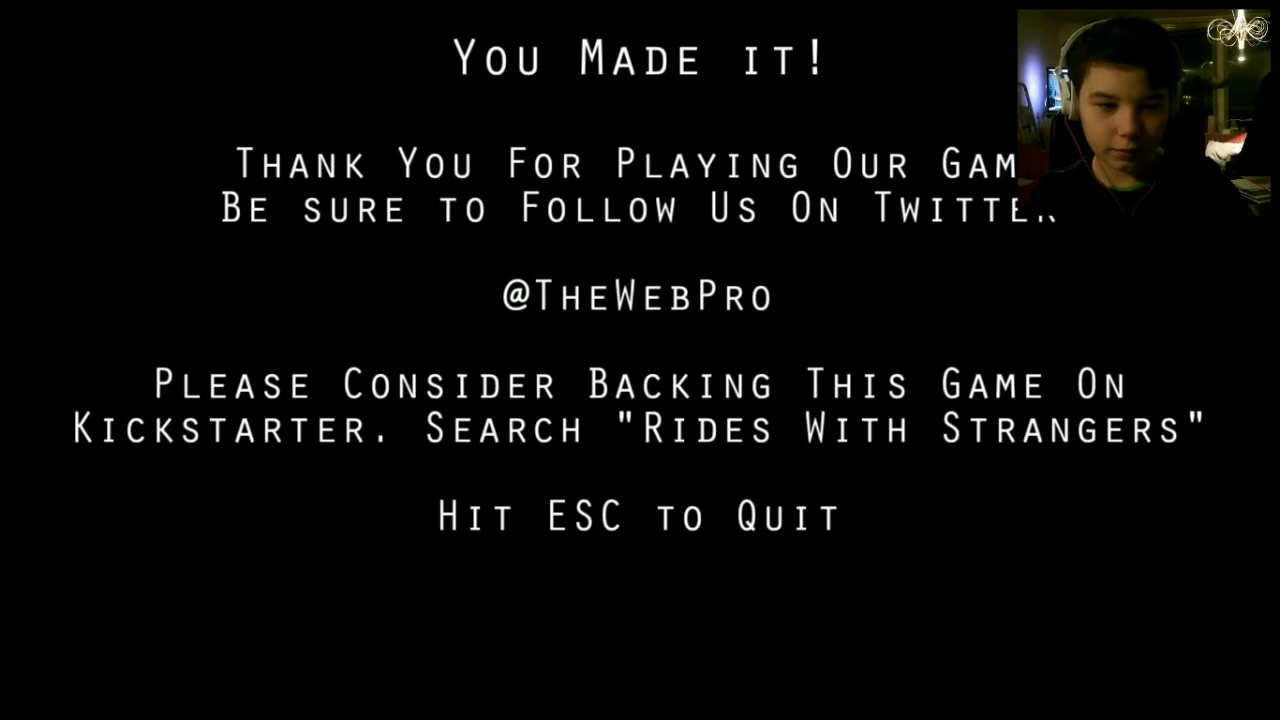 You Made it!
Thank You For Playing Our Gam
Be sure to Follow Us On Twitter
@TheWebPro
Please Consider Backing This Game On
Kickstarter. Search "Rides With Strangers"
Hit ESC to Quit